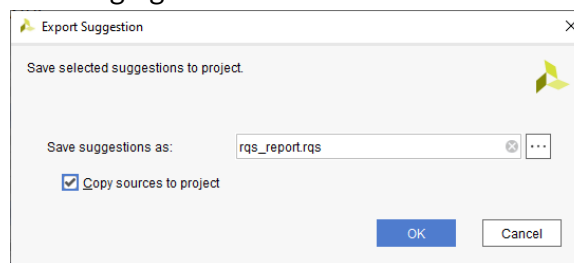 Export Suggestion
Save selected suggestions to project.
Save suggestions as: rqs_report.rqs ...
Copy sources to project
OK Cancel